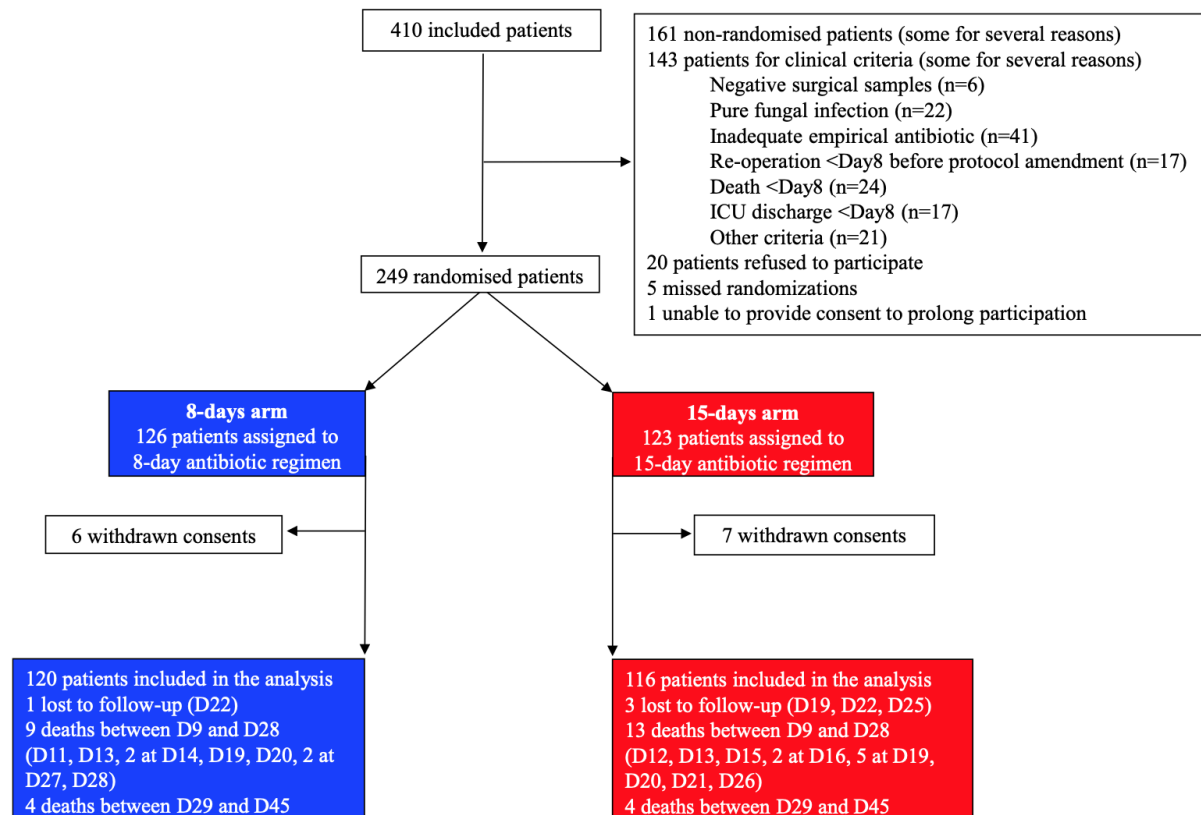 410 included patients
161 non-randomised patients (some for several reasons)
143 patients for clinical criteria (some for several reasons)
Negative surgical samples (n=6)
Pure fungal infection (n=22)
Inadequate empirical antibiotic (n=41)
Re-operation <Day8 before protocol amendment (n=17)
Death <Day8 (n=24)
ICU discharge <Day8 (n=17)
Other criteria (n=21)
20 patients refused to participate
5 missed randomizations
1 unable to provide consent to prolong participation
249 randomised patients
8-days arm
126 patients assigned to
8-day antibiotic regimen
15-days arm
123 patients assigned to
15-day antibiotic regimen
6 withdrawn consents
7 withdrawn consents
120 patients included in the analysis
1 lost to follow-up (D22)
9 deaths between D9 and D28
(D11, D13, 2 at D14, D19, D20, 2 at
D27, D28)
4 deaths between D29 and D45
116 patients included in the analysis
3 lost to follow-up (D19, D22, D25)
13 deaths between D9 and D28
(D12, D13, D15, 2 at D16, 5 at D19,
D20, D21, D26)
4 deaths between D29 and D45